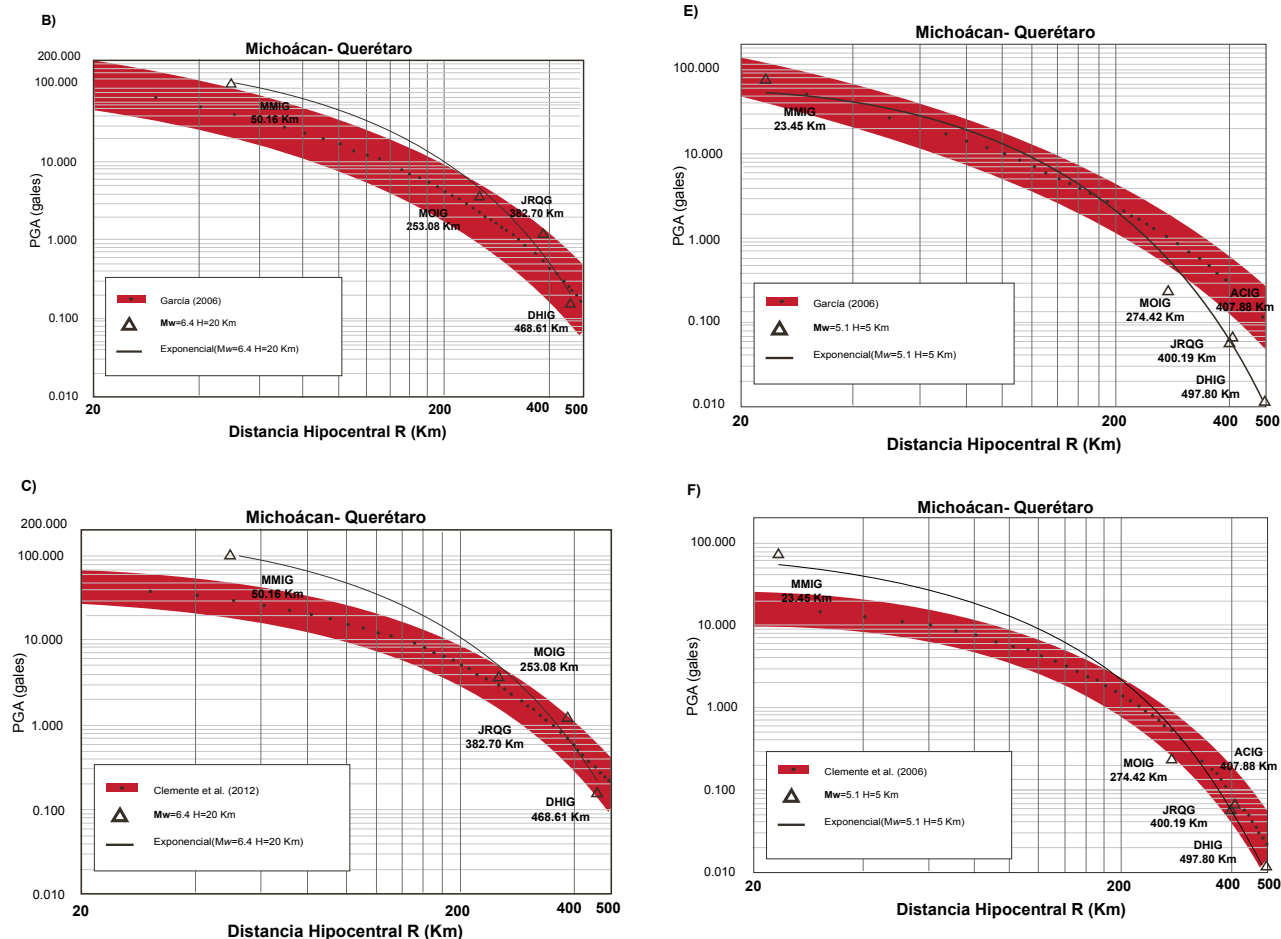 B)
Michoácan- Querétaro
200.000
100.000
10.000
1.000
0.100
0.010
PGA (gales)
MMIG
50.16 Km
MOIG
253.08 Km
JRQG
382.70 Km
DHIG
468.61 Km
García (2006)
Mw=6.4 H=20 Km
Exponencial(Mw=6.4 H=20 Km)
20
200
400
500
Distancia Hipocentral R (Km)
E)
Michoácan- Querétaro
100.000
10.000
1.000
0.100
0.010
PGA (gales)
MMIG
23.45 Km
MOIG
274.42 Km
ACIG
407.88 Km
JRQG
400.19 Km
DHIG
497.80 Km
García (2006)
Mw=5.1 H=5 Km
Exponencial(Mw=5.1 H=5 Km)
20
200
400
500
Distancia Hipocentral R (Km)
C)
Michoácan- Querétaro
200.000
100.000
10.000
1.000
0.100
0.010
PGA (gales)
MMIG
50.16 Km
MOIG
253.08 Km
JRQG
382.70 Km
DHIG
468.61 Km
Clemente et al. (2012)
Mw=6.4 H=20 Km
Exponencial(Mw=6.4 H=20 Km)
20
200
400
500
Distancia Hipocentral R (Km)
F)
Michoácan- Querétaro
100.000
10.000
1.000
0.100
0.010
PGA (gales)
MMIG
23.45 Km
MOIG
274.42 Km
ACIG
407.88 Km
JRQG
400.19 Km
DHIG
497.80 Km
Clemente et al. (2006)
Mw=5.1 H=5 Km
Exponencial(Mw=5.1 H=5 Km)
20
200
400
500
Distancia Hipocentral R (Km)